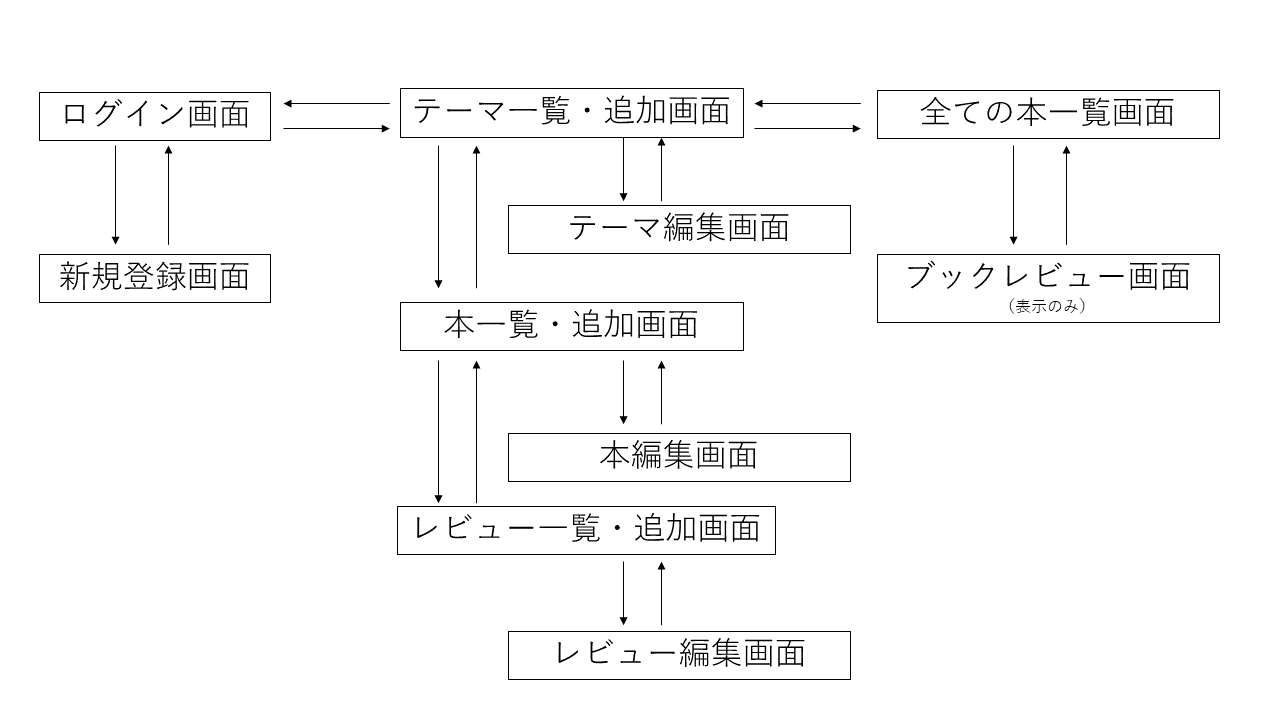 ログイン画面
テーマ一覧・追加画面
全ての本一覧画面
テーマ編集画面
新規登録画面
ブックレビュー画面
（表示のみ）
本一覧・追加画面
本編集画面
レビュー一覧・追加画面
レビュー編集画面